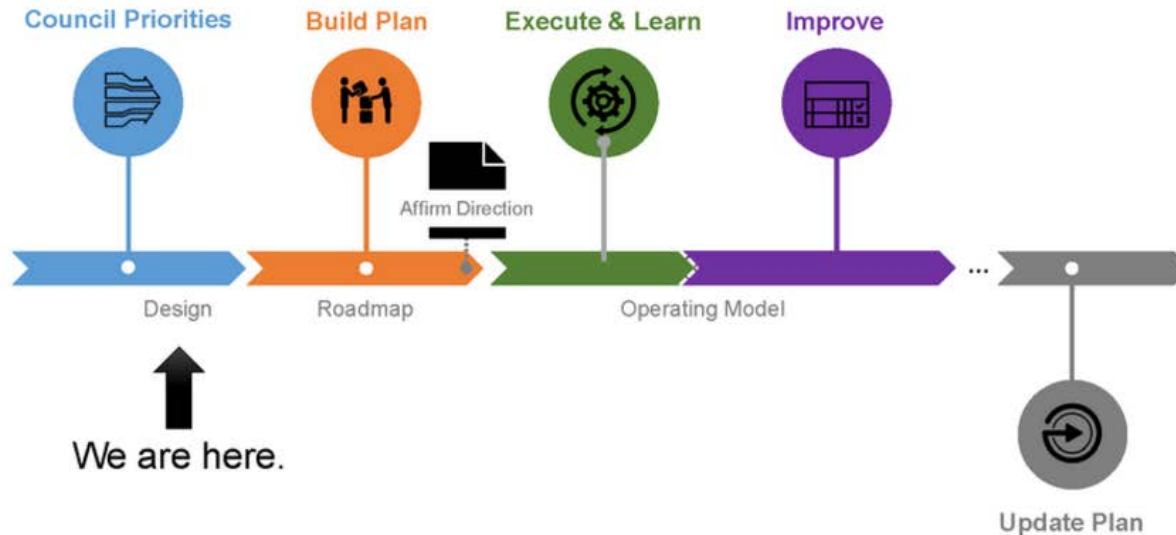 Council Priorities
Build Plan
Execute & Learn
Improve
Affirm Direction
...
Design
Roadmap
Operating Model
We are here.
Update Plan